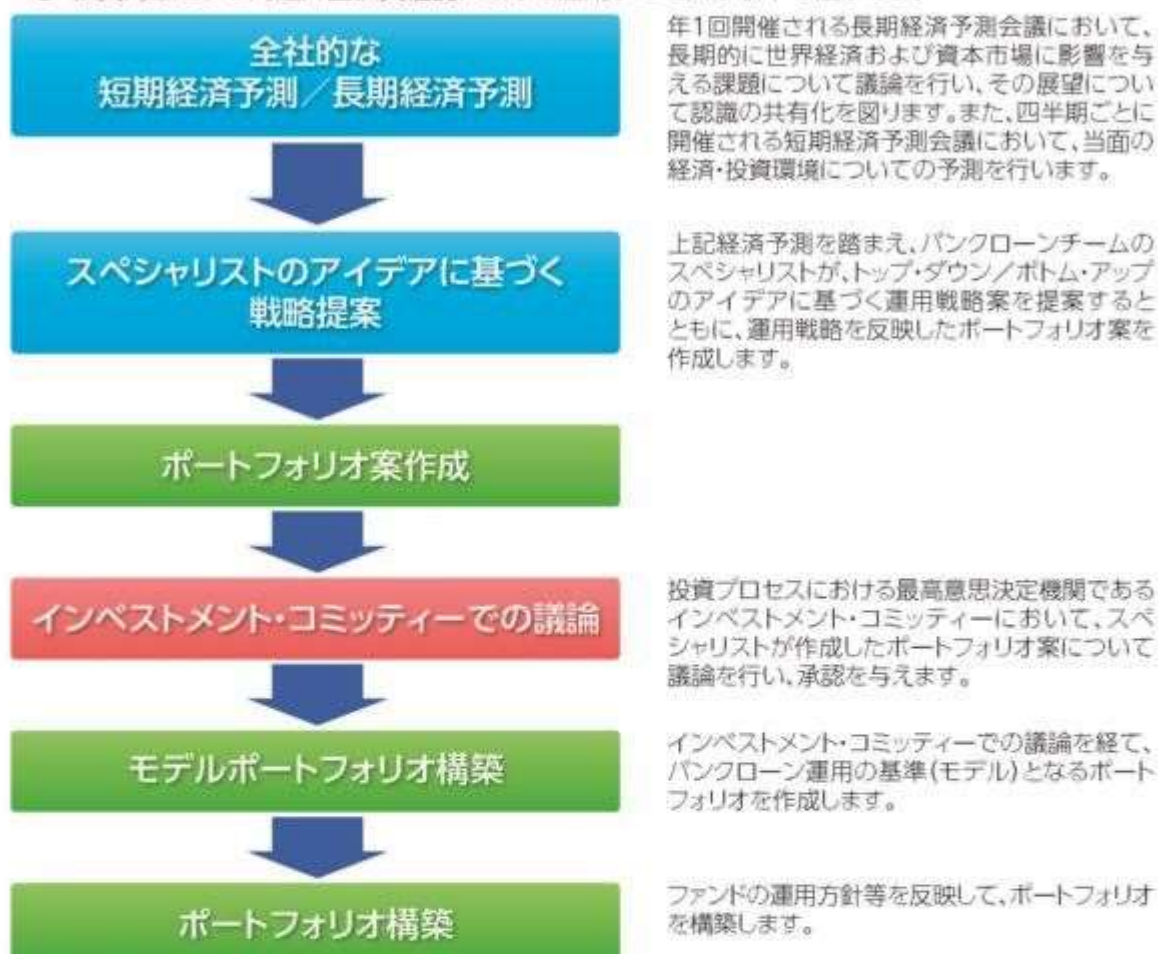 全社的な
短期経済予測／長期経済予測
年1回開催される長期経済予測会議において、
長期的に世界経済および資本市場に影響を与
える課題について議論を行い、その展望につい
て認識の共有化を図ります。また、四半期ごとに
開催される短期経済予測会議において、当面の
経済・投資環境についての予測を行います。
スペシャリストのアイデアに基づく
戦略提案
上記経済予測を踏まえ、バンクローンチームの
スペシャリストが、トップ・ダウン／ボトム・アップ
のアイデアに基づく運用戦略案を提案すると
ともに、運用戦略を反映したポートフォリオ案を
作成します。
ポートフォリオ案作成
インベストメント・コミッティーでの議論
投資プロセスにおける最高意思決定機関である
インベストメント・コミッティーにおいて、スペ
シャリストが作成したポートフォリオ案について
議論を行い、承認を与えます。
モデルポートフォリオ構築
インベストメント・コミッティーでの議論を経て、
バンクローン運用の基準(モデル)となるポート
フォリオを作成します。
ポートフォリオ構築
ファンドの運用方針等を反映して、ポートフォリオ
を構築します。